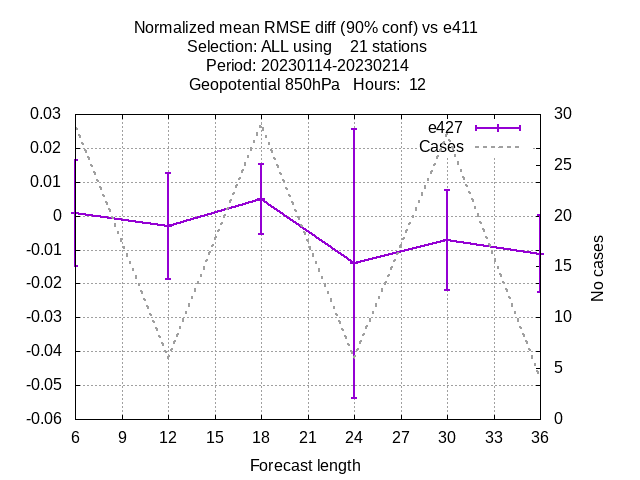 Normalized mean RMSE diff (90% conf) vs e411
Selection: ALL using    21 stations
Period: 20230114-20230214
Geopotential 850hPa   Hours:  12
e427
Cases
0.03
0.02
0.01
0
-0.01
-0.02
-0.03
-0.04
-0.05
-0.06
30
25
20
15
10
5
0
No cases
6 9 12 15 18 21 24 27 30 33 36
Forecast length